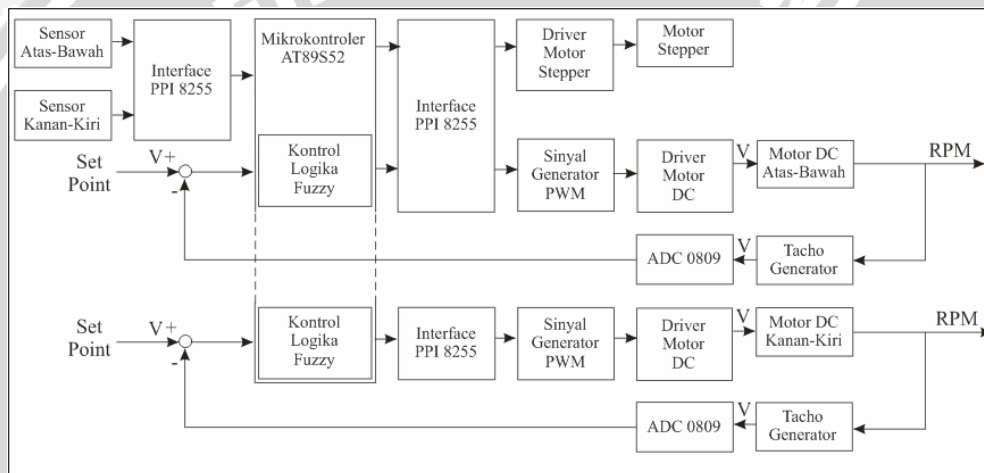 Sensor
Atas-Bawah
Interface
PPI 8255
Mikrokontroler
AT89S52
Interface
PPI 8255
Driver
Motor
Stepper
Motor
Stepper
Sensor
Kanan-Kiri
Set
Point
V+
-
Kontrol
Logika
Fuzzy
Sinyal
Generator
PWM
Driver
Motor
DC
V
Motor DC
Atas-Bawah
RPM
ADC 0809
V
Tacho
Generator
Set
Point
V+
-
Kontrol
Logika
Fuzzy
Interface
PPI 8255
Sinyal
Generator
PWM
Driver
Motor
DC
V
Motor DC
Kanan-Kiri
RPM
ADC 0809
V
Tacho
Generator